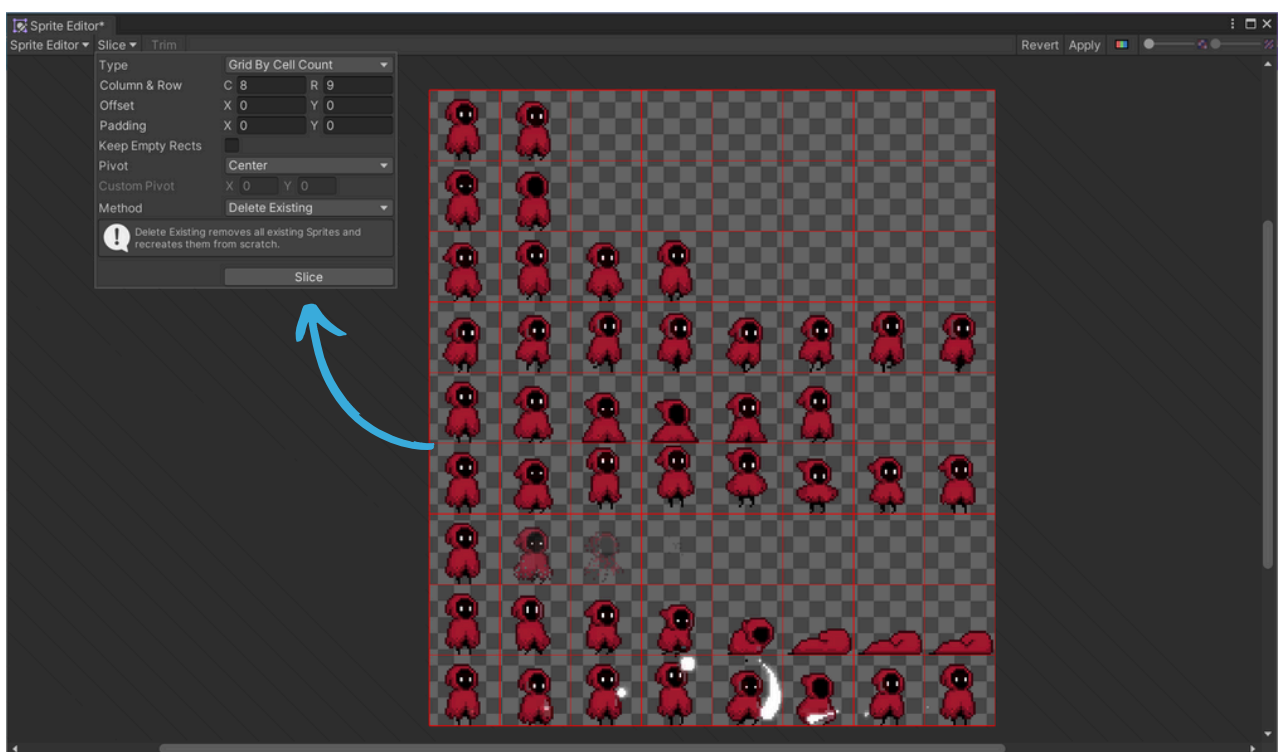 Sprite Editor*
Sprite Editor Slice Trim Revert Apply
Type Grid By Cell Count
Column & Row C 8 R 9
Offset X 0 Y 0
Padding X 0 Y 0
Keep Empty Rects
Pivot Center
Custom Pivot X 0 Y 0
Method Delete Existing
Delete Existing removes all existing Sprites and
recreates them from scratch.
Slice